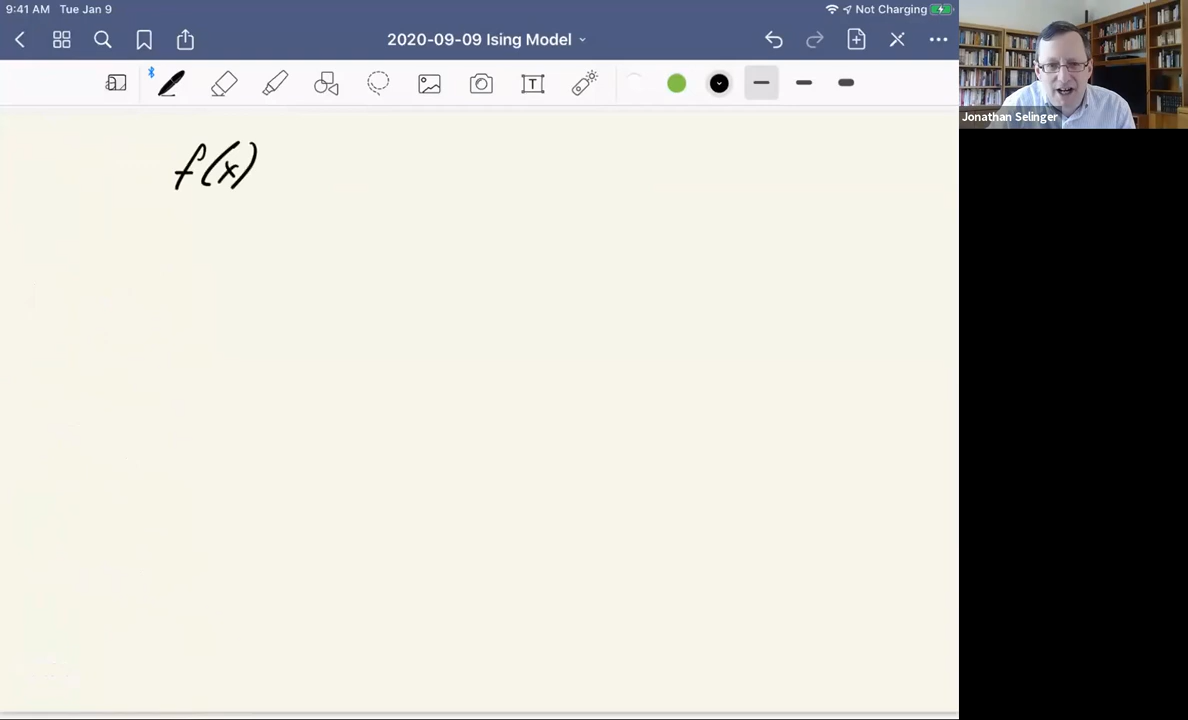 9:41 AM Tue Jan 9
Not Charging
2020-09-09 Ising Model
T
Jonathan Selinger
f(x)